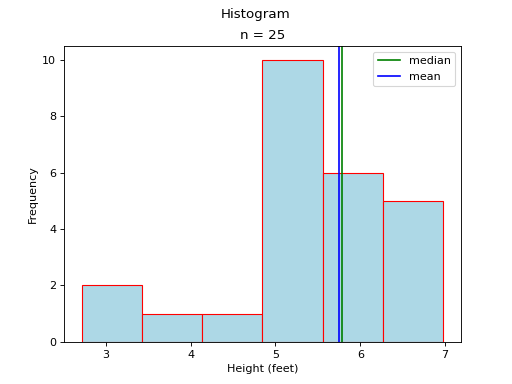 Histogram
n = 25
median
mean
10
8
6
4
2
0
Frequency
3 4 5 6 7
Height (feet)